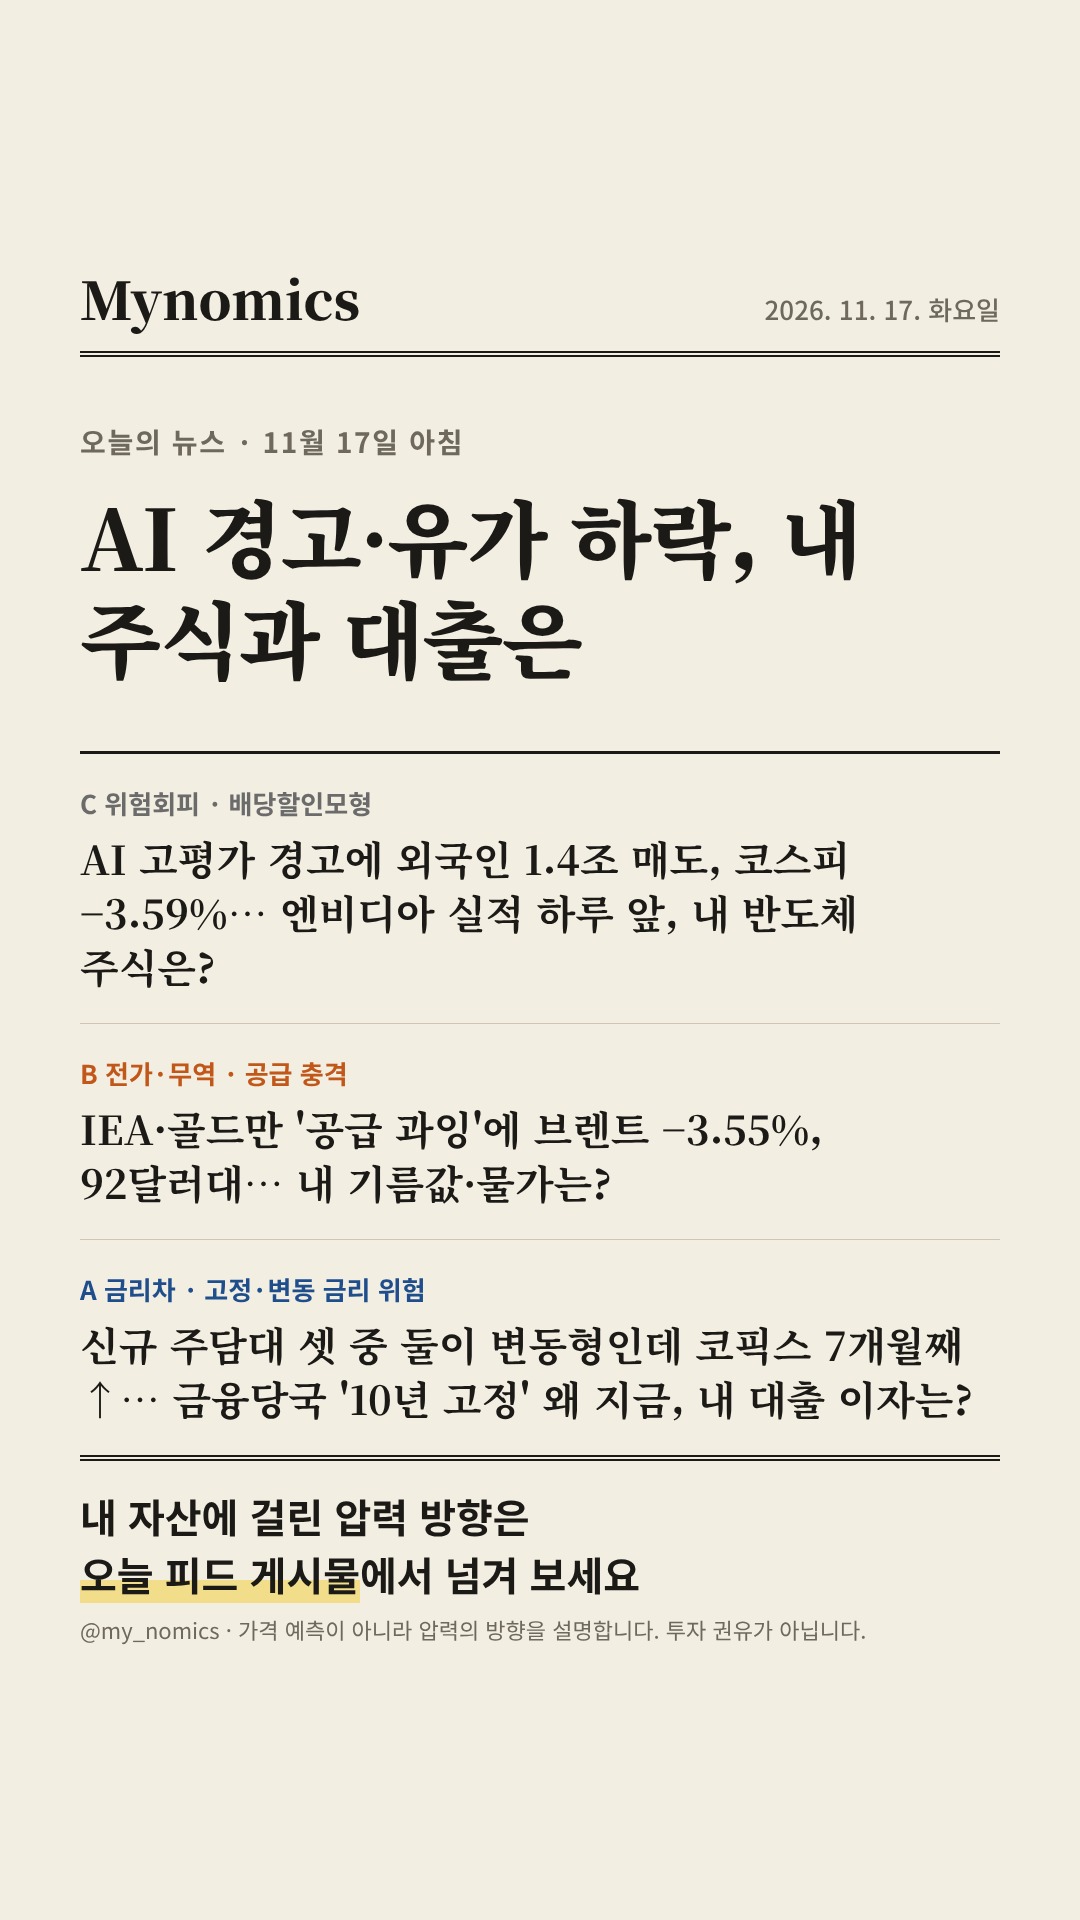 Mynomics
2026. 11. 17. 화요일
오늘의 뉴스 · 11월 17일 아침
AI 경고·유가 하락, 내
주식과 대출은
C 위험회피 · 배당할인모형
AI 고평가 경고에 외국인 1.4조 매도, 코스피
−3.59%… 엔비디아 실적 하루 앞, 내 반도체
주식은?
B 전가·무역 · 공급 충격
IEA·골드만 '공급 과잉'에 브렌트 −3.55%,
92달러대… 내 기름값·물가는?
A 금리차 · 고정·변동 금리 위험
신규 주담대 셋 중 둘이 변동형인데 코픽스 7개월째
↑… 금융당국 '10년 고정' 왜 지금, 내 대출 이자는?
내 자산에 걸린 압력 방향은
오늘 피드 게시물에서 넘겨 보세요
@my_nomics · 가격 예측이 아니라 압력의 방향을 설명합니다. 투자 권유가 아닙니다.